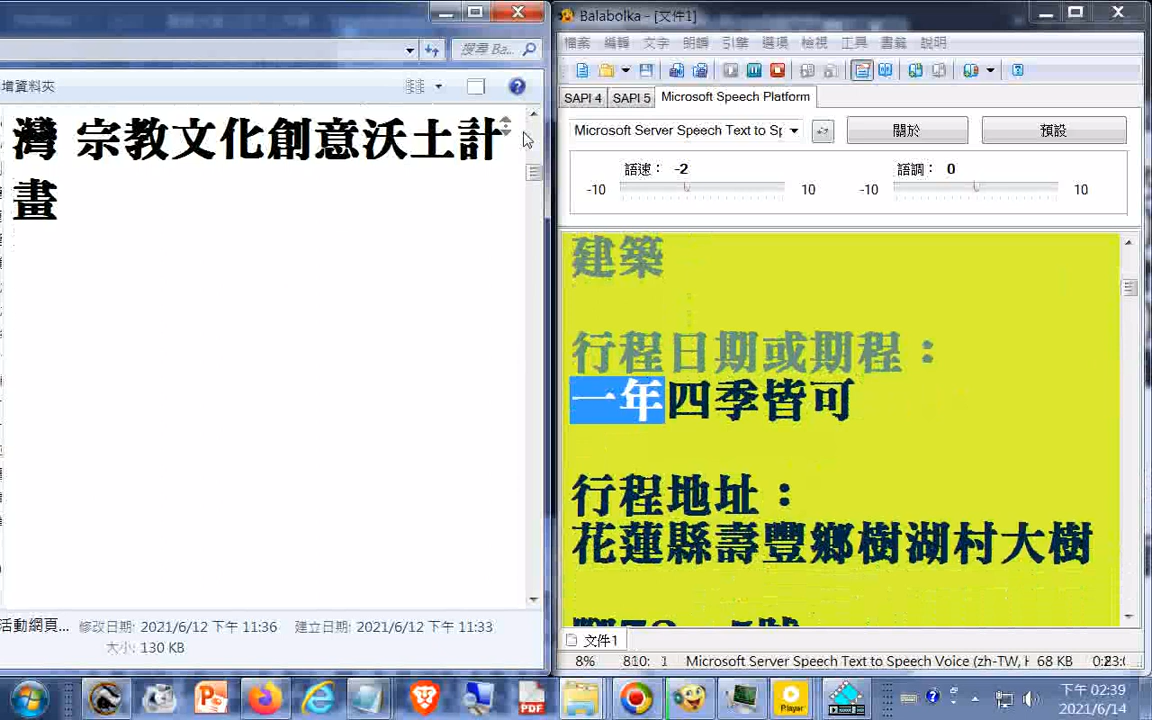 搜尋 Ba...
增資料夾
灣 宗教文化創意沃土計
畫
活動網頁... 修改日期: 2021/6/12 下午 11:36 建立日期: 2021/6/12 下午 11:33
大小: 130 KB
Balabolka - [文件1]
檔案 編輯 文字 朗讀 引擎 選項 檢視 工具 書籤 說明
SAPI 4 SAPI 5 Microsoft Speech Platform
Microsoft Server Speech Text to Sp 關於 預設
語速： -2 語調： 0
-10 10 -10 10
建築
行程日期或期程：
一年四季皆可
行程地址：
花蓮縣壽豐鄉樹湖村大樹
文件1
8% 810: 1 Microsoft Server Speech Text to Speech Voice (zh-TW, H 68 KB
PDF
Player
下午 02:39
2021/6/14